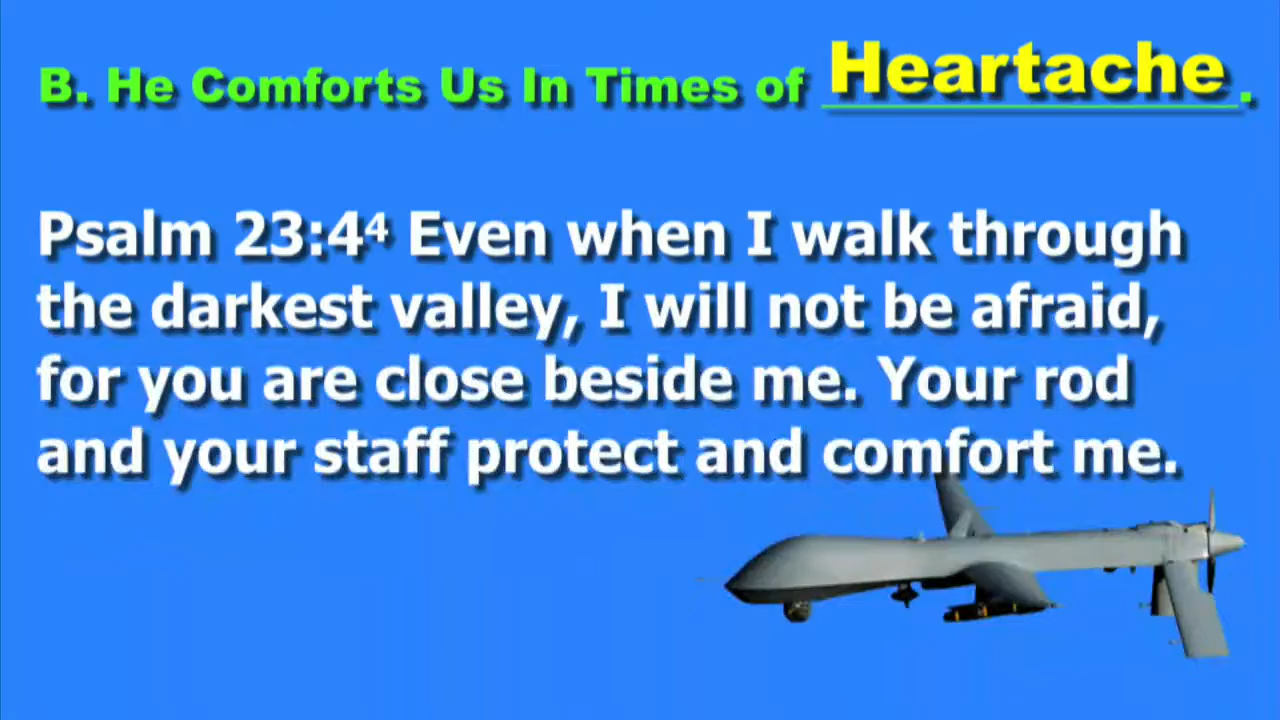 B. He Comforts Us In Times of Heartache.
Psalm 23:4⁴ Even when I walk through
the darkest valley, I will not be afraid,
for you are close beside me. Your rod
and your staff protect and comfort me.